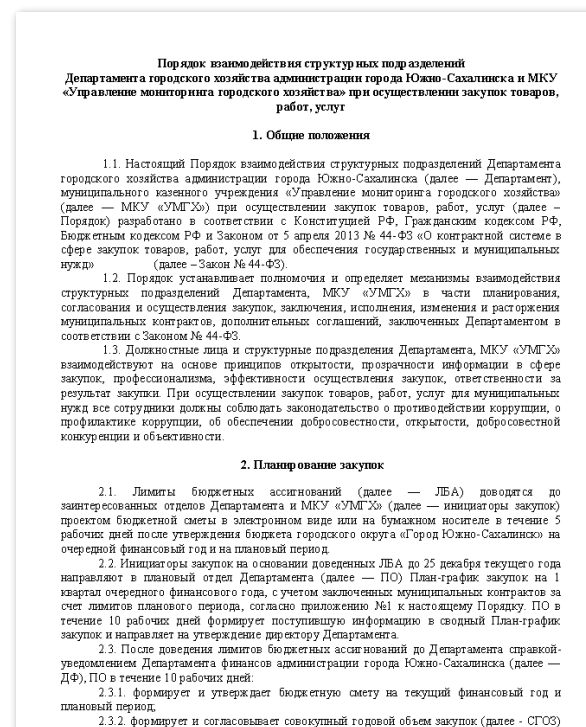 Порядок взаимодействия структурных подразделений
Департамента городского хозяйства администрации города Южно-Сахалинска и МКУ
«Управление мониторинга городского хозяйства» при осуществлении закупок товаров,
работ, услуг
1. Общие положения
1.1. Настоящий Порядок взаимодействия структурных подразделений Департамента
городского хозяйства администрации города Южно-Сахалинска (далее — Департамент),
муниципального казенного учреждения «Управление мониторинга городского хозяйства»
(далее — МКУ «УМГХ») при осуществлении закупок товаров, работ, услуг (далее –
Порядок) разработано в соответствии с Конституцией РФ, Гражданским кодексом РФ,
Бюджетным кодексом РФ и Законом от 5 апреля 2013 № 44-ФЗ «О контрактной системе в
сфере закупок товаров, работ, услуг для обеспечения государственных и муниципальных
нужд» (далее – Закон № 44-ФЗ).
1.2. Порядок устанавливает полномочия и определяет механизмы взаимодействия
структурных подразделений Департамента, МКУ «УМГХ» в части планирования,
согласования и осуществления закупок, заключения, исполнения, изменения и расторжения
муниципальных контрактов, дополнительных соглашений, заключенных Департаментом в
соответствии с Законом № 44-ФЗ.
1.3. Должностные лица и структурные подразделения Департамента, МКУ «УМГХ»
взаимодействуют на основе принципов открытости, прозрачности информации в сфере
закупок, профессионализма, эффективности осуществления закупок, ответственности за
результат закупки. При осуществлении закупок товаров, работ, услуг для муниципальных
нужд все сотрудники должны соблюдать законодательство о противодействии коррупции, о
профилактике коррупции, об обеспечении добросовестности, открытости, добросовестной
конкуренции и объективности.
2. Планирование закупок
2.1. Лимиты бюджетных ассигнований (далее — ЛБА) доводятся до
заинтересованных отделов Департамента и МКУ «УМГХ» (далее — инициаторы закупок)
проектом бюджетной сметы в электронном виде или на бумажном носителе в течение 5
рабочих дней после утверждения бюджета городского округа «Город Южно-Сахалинск» на
очередной финансовый год и на плановый период.
2.2. Инициаторы закупок на основании доведенных ЛБА до 25 декабря текущего года
направляют в плановый отдел Департамента (далее — ПО) План-график закупок на 1
квартал очередного финансового года, с учетом заключенных муниципальных контрактов за
счет лимитов планового периода, согласно приложению №1 к настоящему Порядку. ПО в
течение 10 рабочих дней формирует поступившую информацию в сводный План-график
закупок и направляет на утверждение директору Департамента.
2.3. После доведения лимитов бюджетных ассигнований до Департамента справкой-
уведомлением Департамента финансов администрации города Южно-Сахалинска (далее —
ДФ), ПО в течение 10 рабочих дней:
2.3.1. формирует и утверждает бюджетную смету на текущий финансовый год и
плановый период;
2.3.2. формирует и согласовывает совокупный годовой объем закупок (далее - СГОЗ)